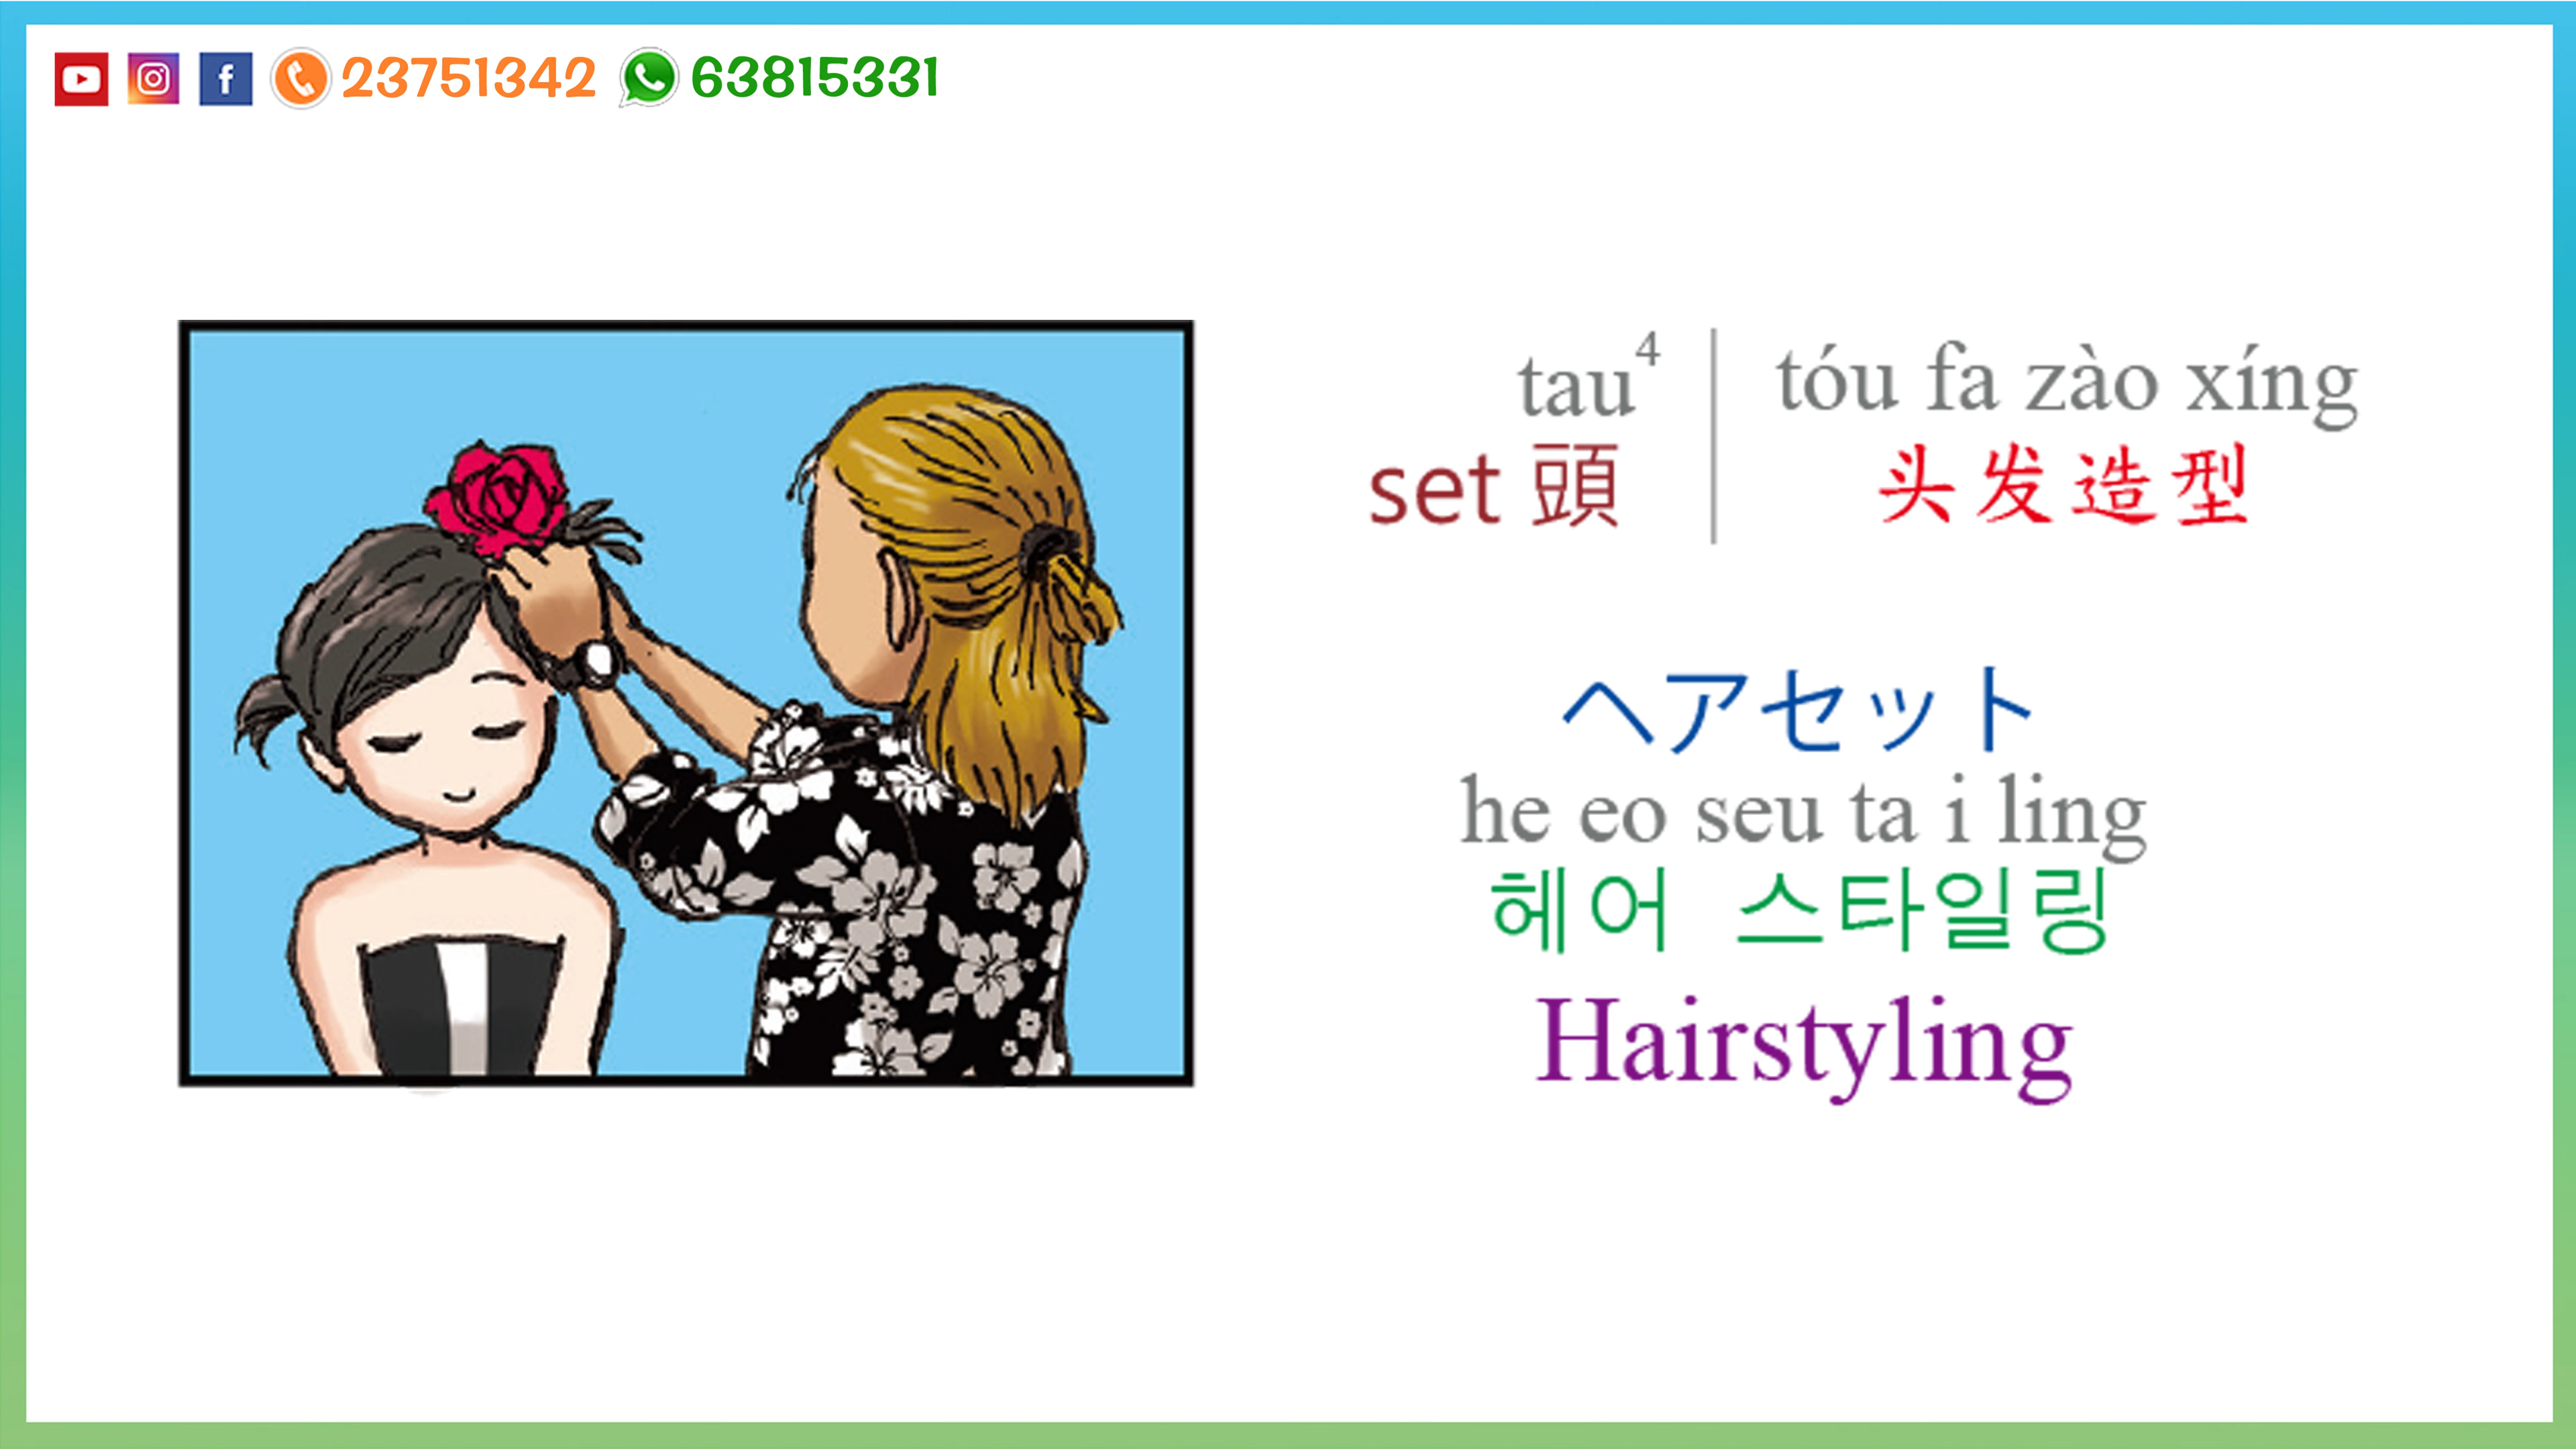 23751342 63815331
tau4
set 頭
tóu fa zào xíng
头发造型
ヘアセット
he eo seu ta i ling
헤어 스타일링
Hairstyling